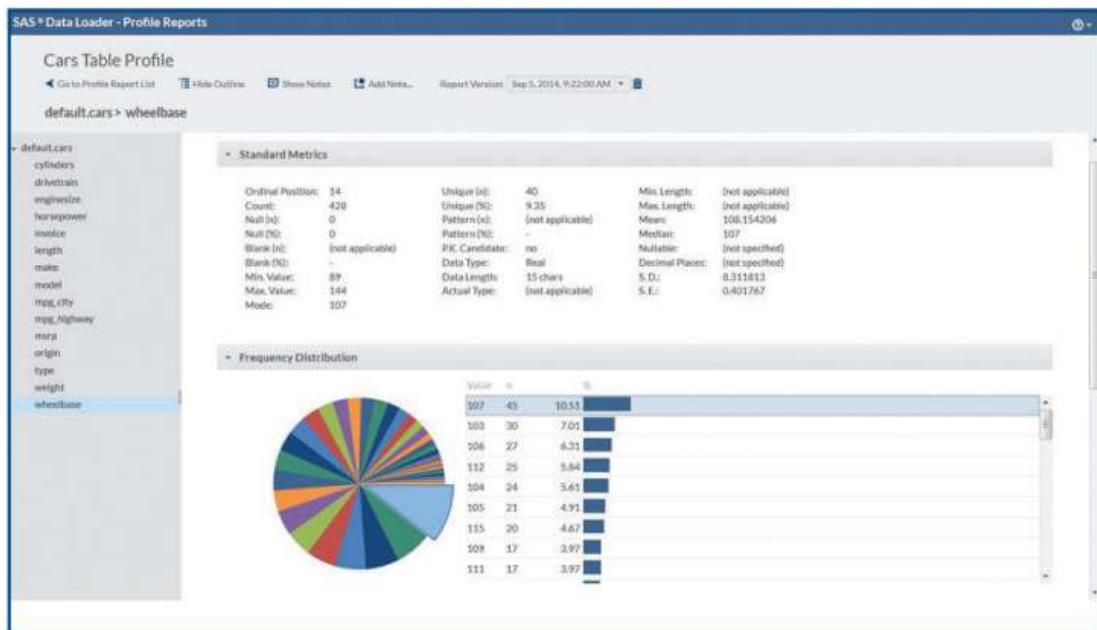 SAS® Data Loader - Profile Reports
Cars Table Profile
Go to Profile Report List Hide Outline Show Notes Add Note... Report Version: Sep 5, 2014, 9:22:00 AM
default.cars > wheelbase
default.cars
cylinders
drivetrain
enginesize
horsepower
invoice
length
make
model
mpg_city
mpg_highway
msrp
origin
type
weight
wheelbase
Standard Metrics
Ordinal Position: 14
Count: 428
Null (n): 0
Null (%): 0
Blank (n): (not applicable)
Blank (%): -
Min. Value: 89
Max. Value: 144
Mode: 107
Unique (n): 40
Unique (%): 9.35
Pattern (n): (not applicable)
Pattern (%): -
P.K. Candidate: no
Data Type: Real
Data Length: 15 chars
Actual Type: (not applicable)
Min. Length: (not applicable)
Max. Length: (not applicable)
Mean: 108.154206
Median: 107
Nullable: (not specified)
Decimal Places: (not specified)
S. D.: 8.311813
S. E.: 0.401767
Frequency Distribution
Value n %
107 45 10.51
103 30 7.01
106 27 6.31
112 25 5.84
104 24 5.61
105 21 4.91
115 20 4.67
109 17 3.97
111 17 3.97